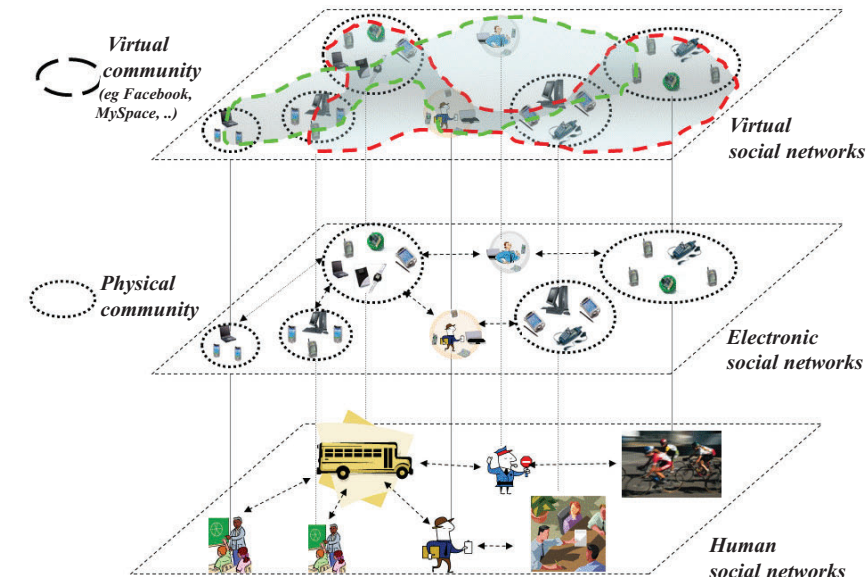 Virtual
community
(eg Facebook,
MySpace, ..)
Virtual
social networks
Physical
community
Electronic
social networks
Human
social networks